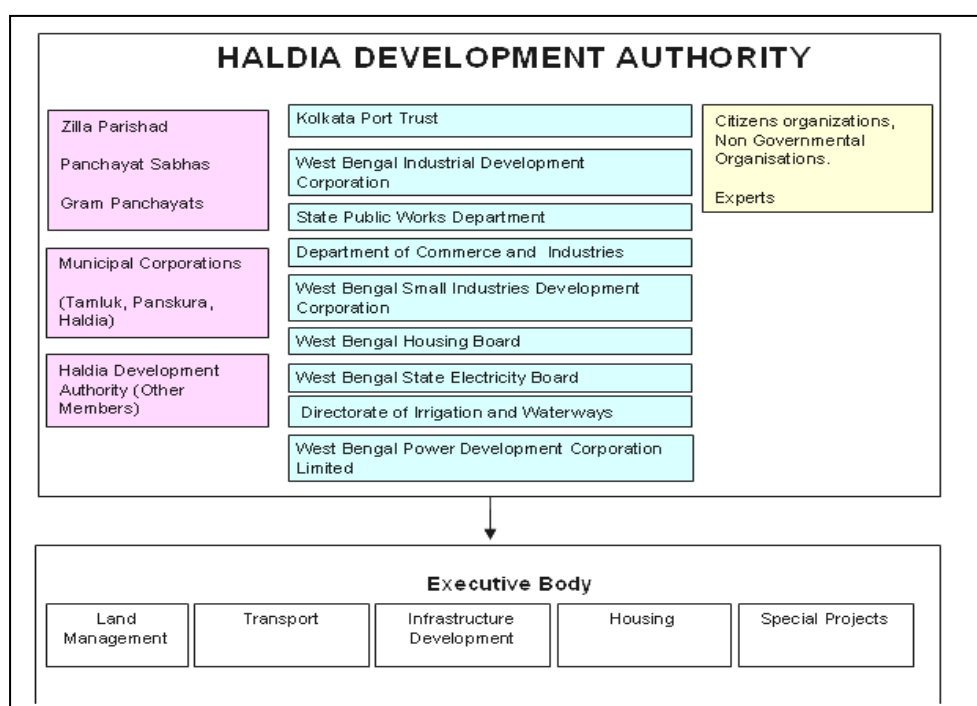 HALDIA DEVELOPMENT AUTHORITY
Zilla Parishad
Panchayat Sabhas
Gram Panchayats
Municipal Corporations
(Tamluk, Panskura,
Haldia)
Haldia Development
Authority (Other
Members)
Kolkata Port Trust
West Bengal Industrial Development
Corporation
State Public Works Department
Department of Commerce and Industries
West Bengal Small Industries Development
Corporation
West Bengal Housing Board
West Bengal State Electricity Board
Directorate of Irrigation and Waterways
West Bengal Power Development Corporation
Limited
Citizens organizations,
Non Governmental
Organisations.
Experts
Executive Body
Land
Management
Transport
Infrastructure
Development
Housing
Special Projects